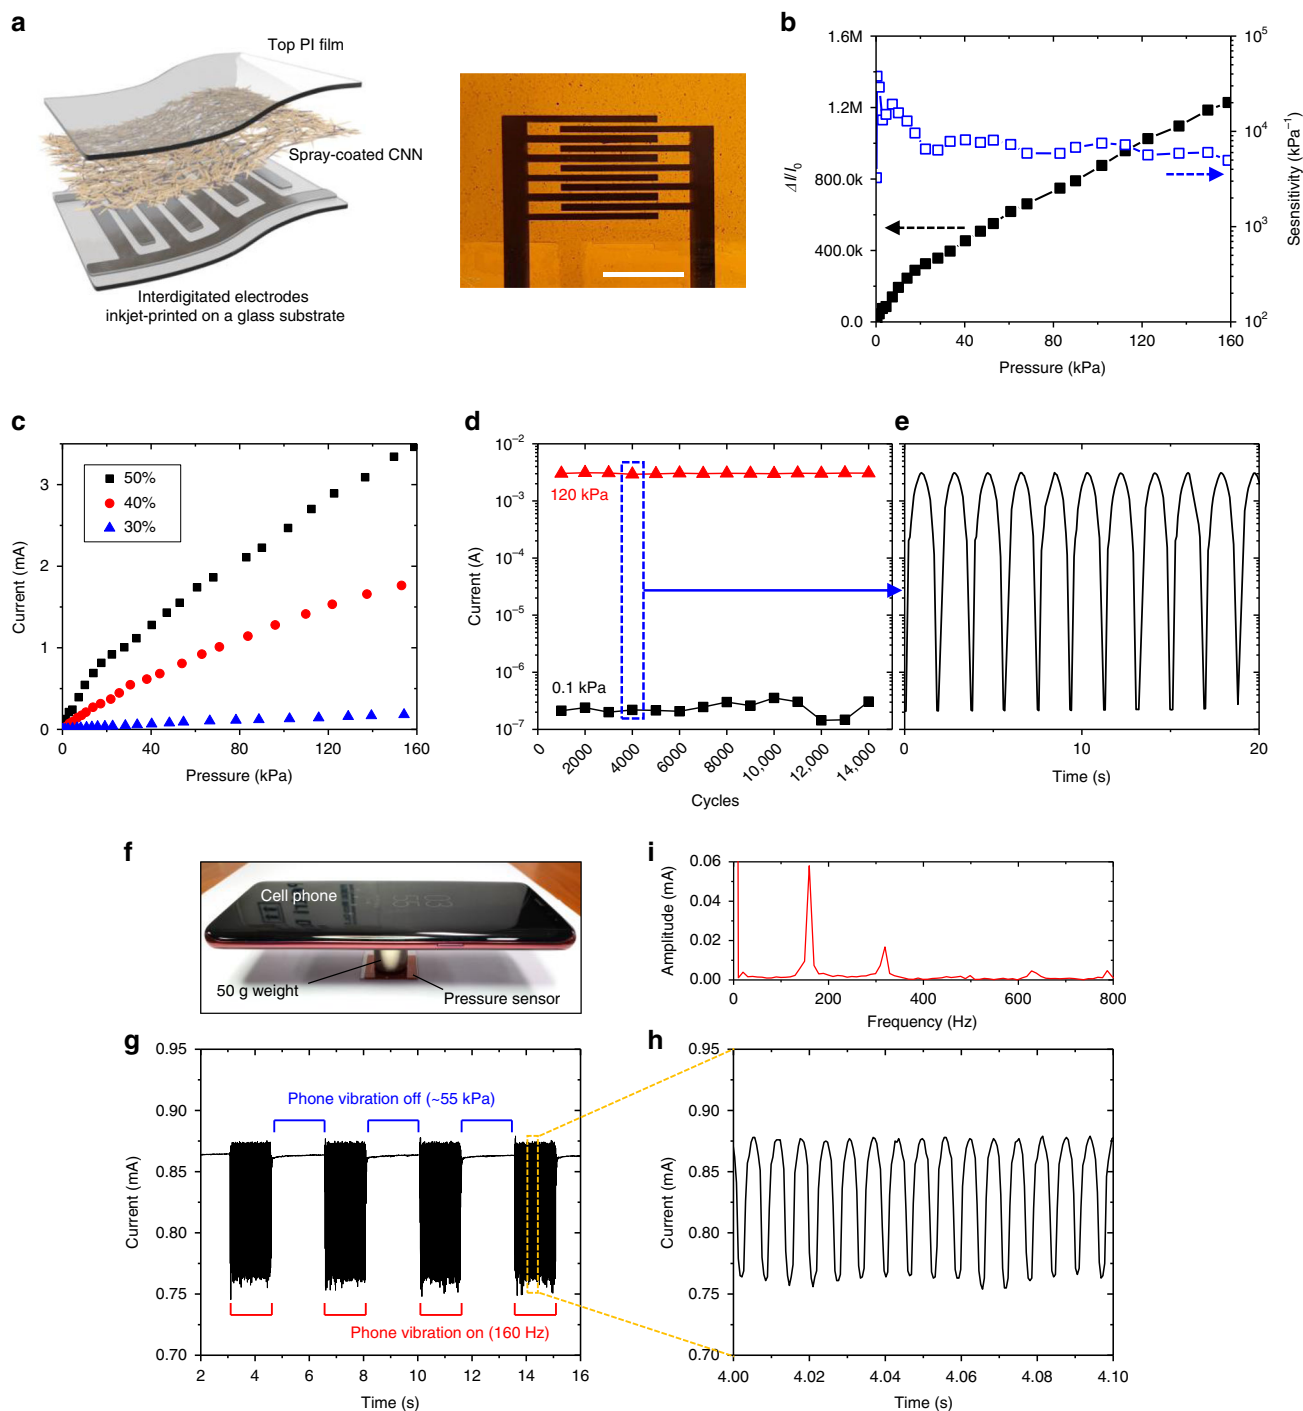 a
Top PI film
Spray-coated CNN
Interdigitated electrodes
inkjet-printed on a glass substrate
b
1.6M
1.2M
800.0k
400.0k
0.0
ΔI/I0
10^5
10^4
10^3
10^2
Sesnsitivity (kPa−1)
0 40 80 120 160
Pressure (kPa)
c
50%
40%
30%
3
2
1
0
Current (mA)
0 40 80 120 160
Pressure (kPa)
d
10−2
10−3
10−4
10−5
10−6
10−7
Current (A)
120 kPa
0.1 kPa
0 2000 4000 6000 8000 10,000 12,000 14,000
Cycles
e
0 10 20
Time (s)
f
Cell phone
50 g weight
Pressure sensor
i
0.06
0.04
0.02
0.00
Amplitude (mA)
0 200 400 600 800
Frequency (Hz)
g
0.95
0.90
0.85
0.80
0.75
0.70
Current (mA)
Phone vibration off (~55 kPa)
Phone vibration on (160 Hz)
2 4 6 8 10 12 14 16
Time (s)
h
0.95
0.90
0.85
0.80
0.75
0.70
Current (mA)
4.00 4.02 4.04 4.06 4.08 4.10
Time (s)